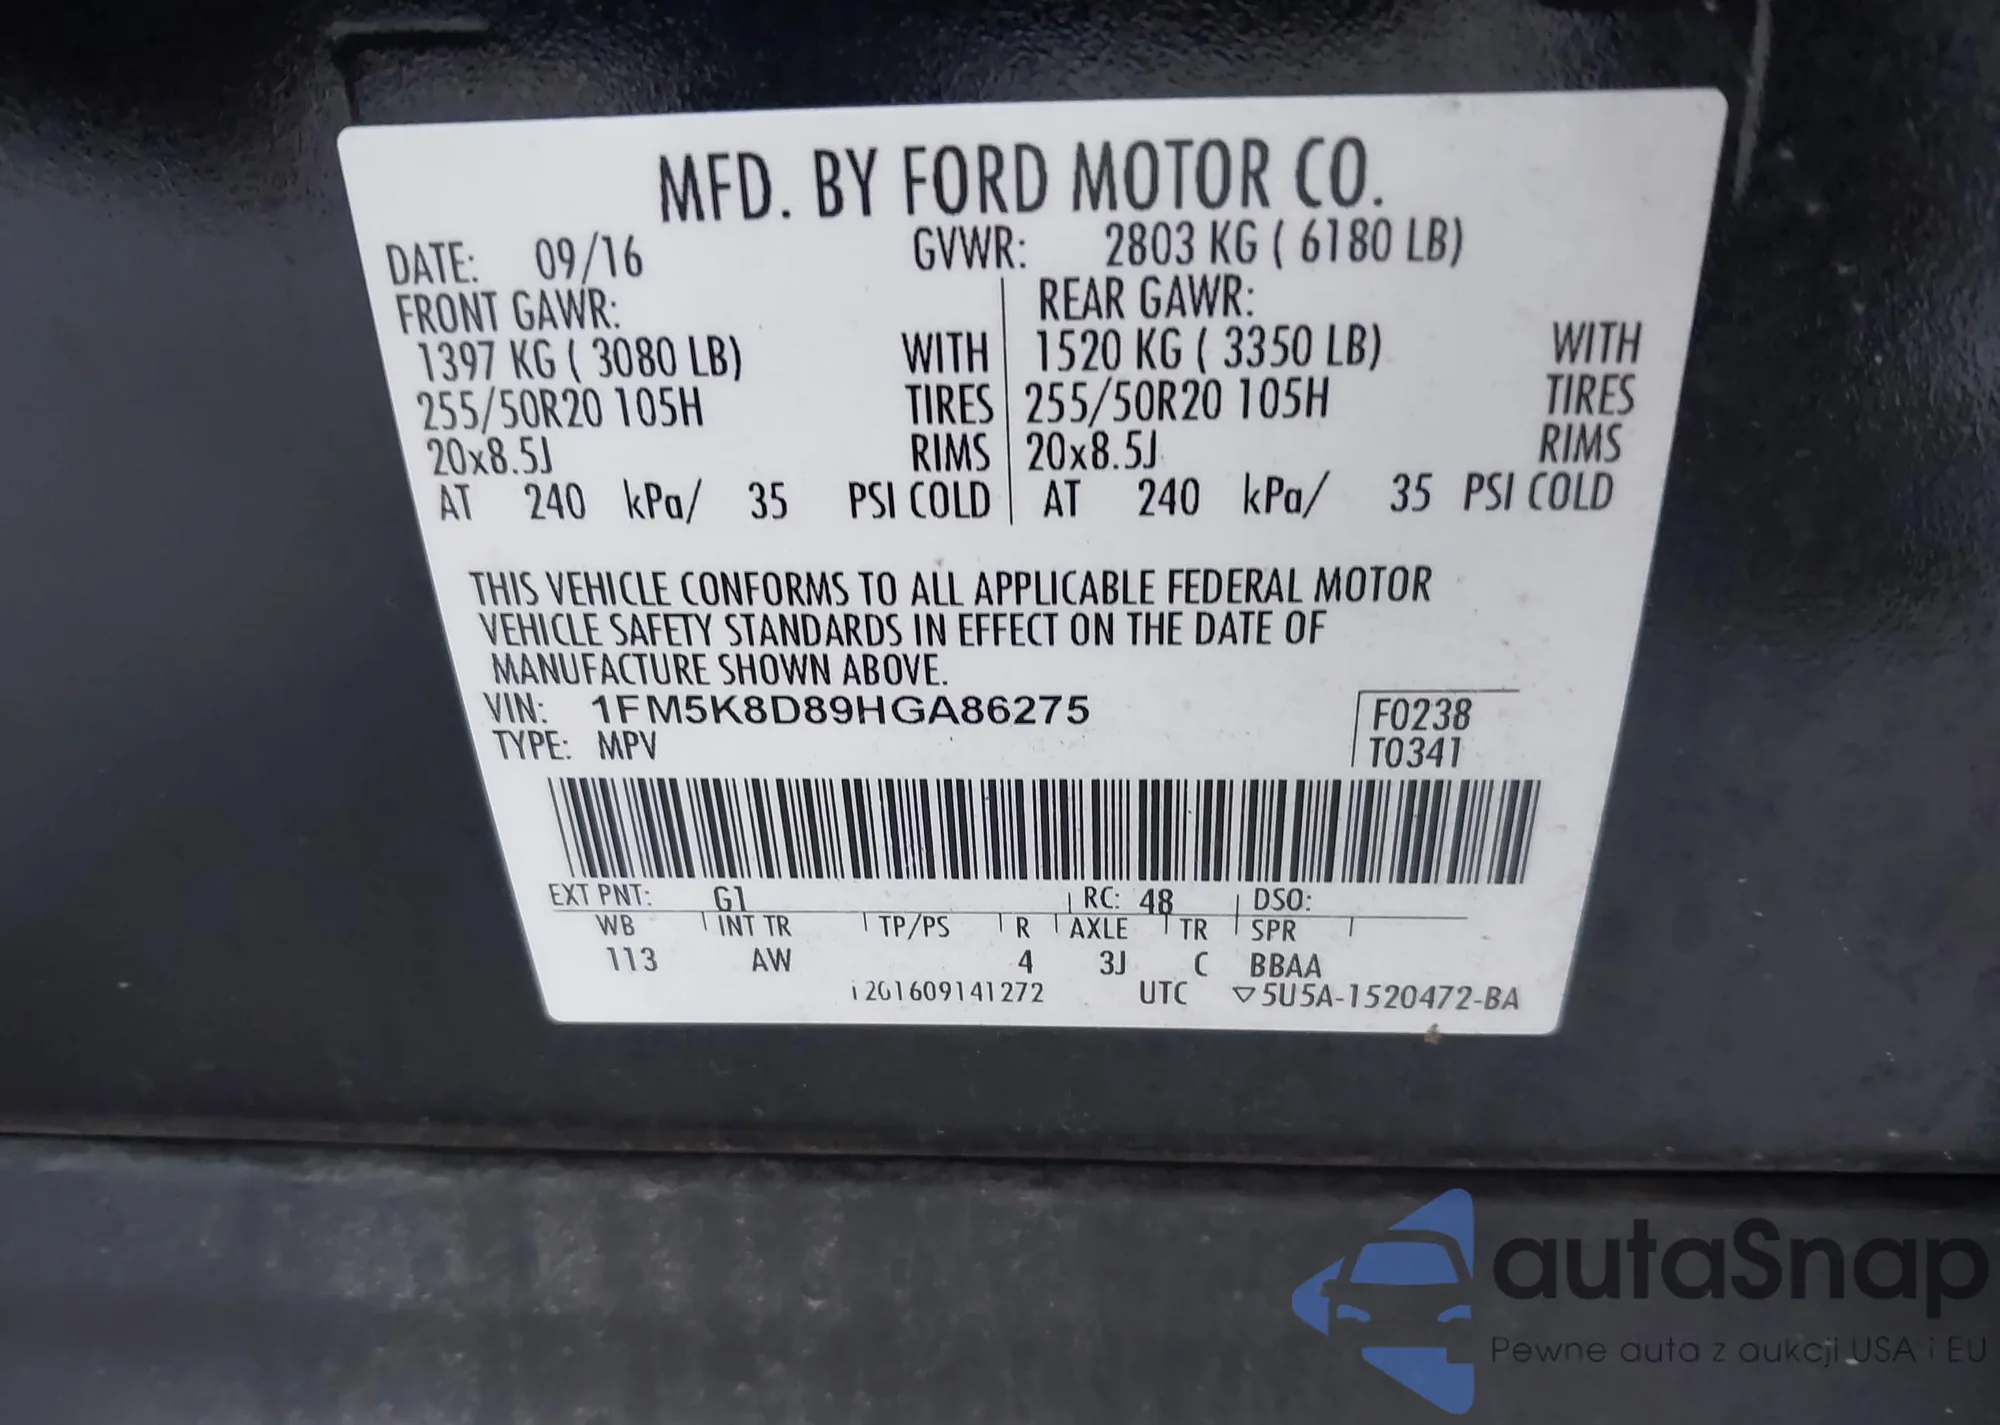 MFD. BY FORD MOTOR CO.
DATE: 09/16 GVWR: 2803 KG ( 6180 LB)
FRONT GAWR: REAR GAWR:
1397 KG ( 3080 LB) WITH 1520 KG ( 3350 LB) WITH
255/50R20 105H TIRES 255/50R20 105H TIRES
20x8.5J RIMS 20x8.5J RIMS
AT 240 kPa/ 35 PSI COLD AT 240 kPa/ 35 PSI COLD
THIS VEHICLE CONFORMS TO ALL APPLICABLE FEDERAL MOTOR
VEHICLE SAFETY STANDARDS IN EFFECT ON THE DATE OF
MANUFACTURE SHOWN ABOVE.
VIN: 1FM5K8D89HGA86275 F0238
TYPE: MPV T0341
EXT PNT: G1 RC: 48 DSO:
WB INT TR TP/PS R AXLE TR SPR
113 AW 4 3J C BBAA
i201609141272 UTC ▽5U5A-1520472-BA
autaSnap
Pewne auta z aukcji USA i EU